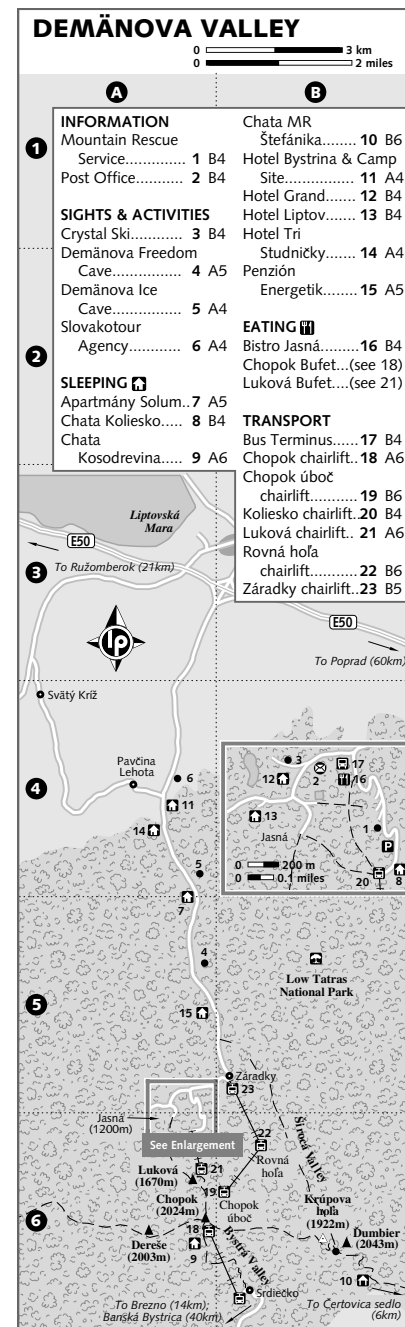 DEMÄNOVA VALLEY
0 3 km
0 2 miles
A B
1
INFORMATION
Mountain Rescue
Service.............. 1 B4
Post Office........... 2 B4
SIGHTS & ACTIVITIES
Crystal Ski............ 3 B4
Demänova Freedom
Cave................ 4 A5
Demänova Ice
Cave................ 5 A4
Slovakotour
Agency............. 6 A4
SLEEPING
Apartmány Solum..7 A5
Chata Koliesko..... 8 B4
Chata
Kosodrevina..... 9 A6
Chata MR
Štefánika........ 10 B6
Hotel Bystrina & Camp
Site................ 11 A4
Hotel Grand....... 12 B4
Hotel Liptov....... 13 B4
Hotel Tri
Studničky....... 14 A4
Penzión
Energetik........ 15 A5
EATING
Bistro Jasná.........16 B4
Chopok Bufet...(see 18)
Luková Bufet....(see 21)
TRANSPORT
Bus Terminus...... 17 B4
Chopok chairlift..18 A6
Chopok úboč
chairlift........... 19 B6
Koliesko chairlift..20 B4
Luková chairlift.. 21 A6
Rovná hoľa
chairlift........... 22 B6
Záradky chairlift..23 B5
2
Liptovská
Mara
E50
3
To Ružomberok (21km)
lp
E50
To Poprad (60km)
Svätý Kríž
4
Pavčina
Lehota
6
11
14
5
7
3
2
17
16
12
13
1
Jasná
P
0 200 m
0 0.1 miles
20
8
4
Low Tatras
National Park
5
15
Záradky
23
Jasná
(1200m)
See Enlargement
Široká Valley
22
Rovná
hoľa
Luková
(1670m)
21
19
Chopok
úboč
Chopok
(2024m)
Krúpova
hoľa
(1922m)
6
18
Dereše
(2003m)
9
Bystrá Valley
Ďumbier
(2043m)
10
Srdiečko
To Brezno (14km);
Banská Bystrica (40km)
To Čertovica sedlo
(6km)